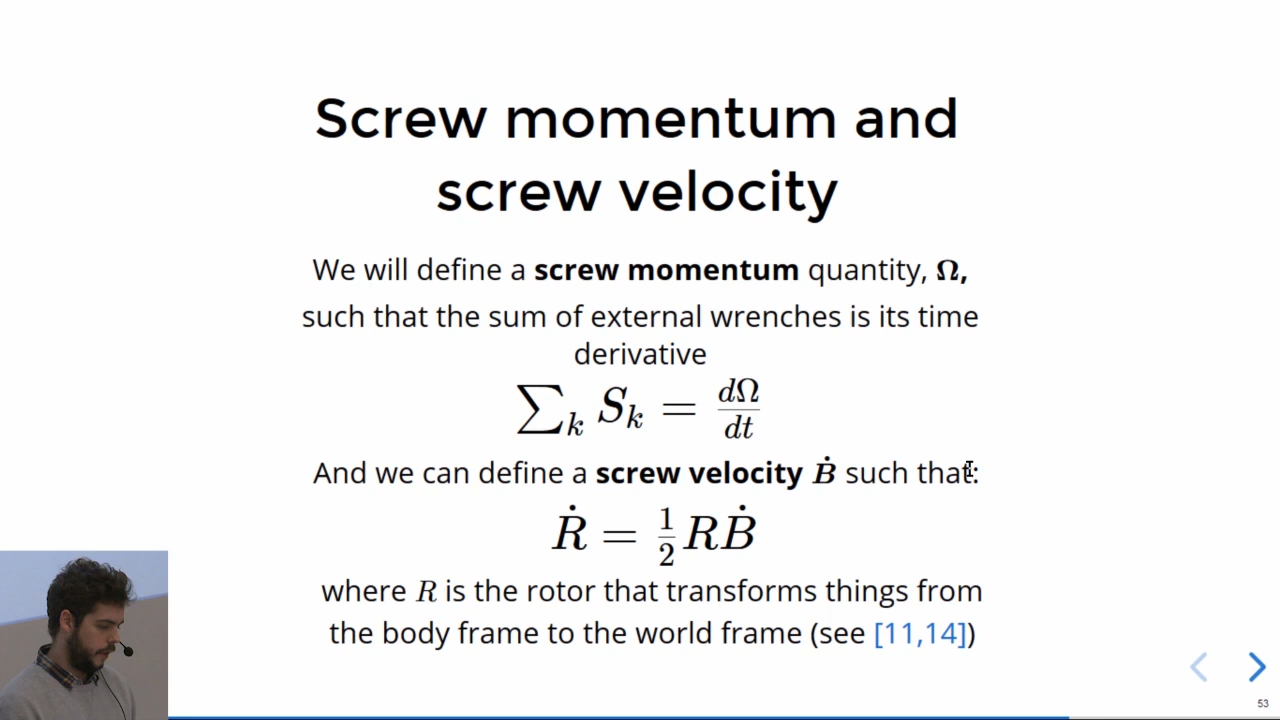 Screw momentum and
screw velocity
We will define a screw momentum quantity, Ω,
such that the sum of external wrenches is its time
derivative
∑ₖ Sₖ = dΩ/dt
And we can define a screw velocity Ḃ such that:
Ṙ = ½RḂ
where R is the rotor that transforms things from
the body frame to the world frame (see [11,14])
53